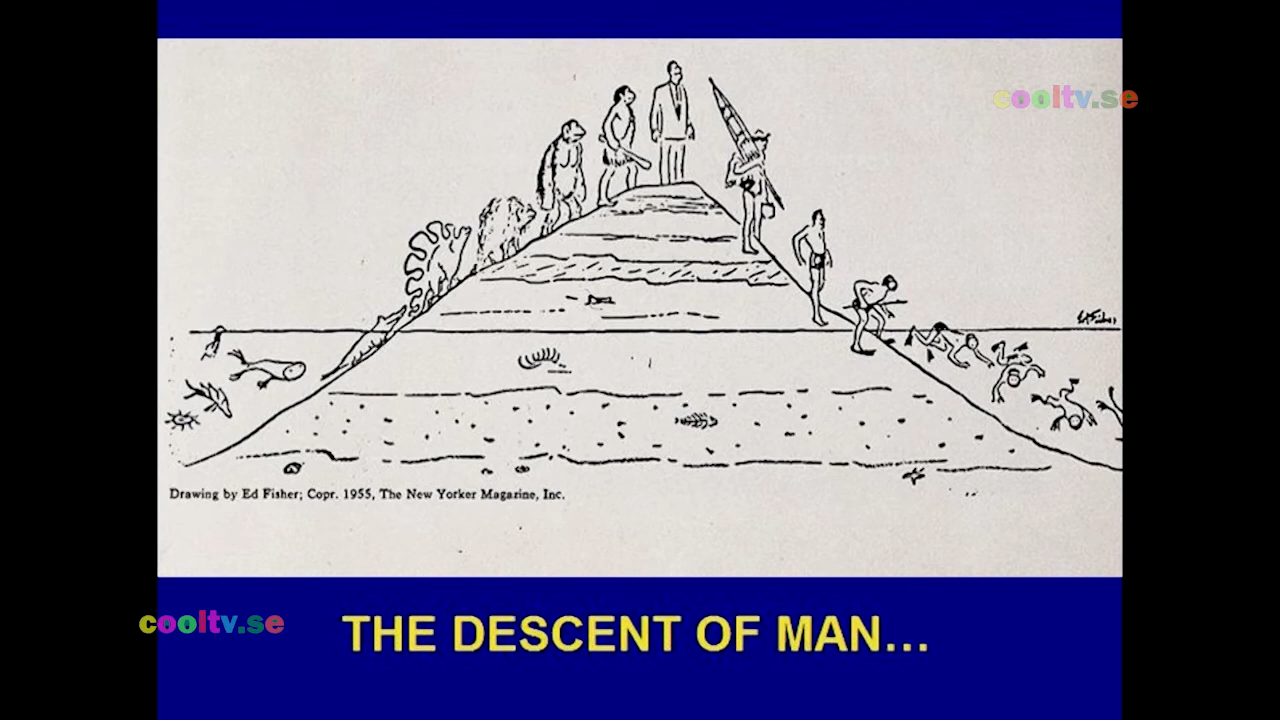 cooltv.se
Drawing by Ed Fisher; Copr. 1955, The New Yorker Magazine, Inc.
cooltv.se
THE DESCENT OF MAN...